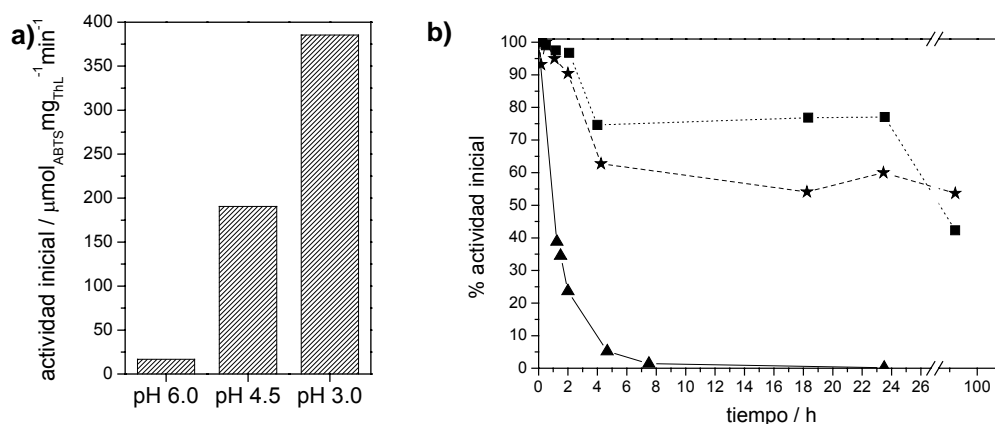 a)
actividad inicial / μmol_ABTS mg_ThL^-1 min^-1
400
350
300
250
200
150
100
50
0
pH 6.0 pH 4.5 pH 3.0
b)
% actividad inicial
100
90
80
70
60
50
40
30
20
10
0
0 2 4 6 8 10 12 14 16 18 20 22 24 26 100
tiempo / h